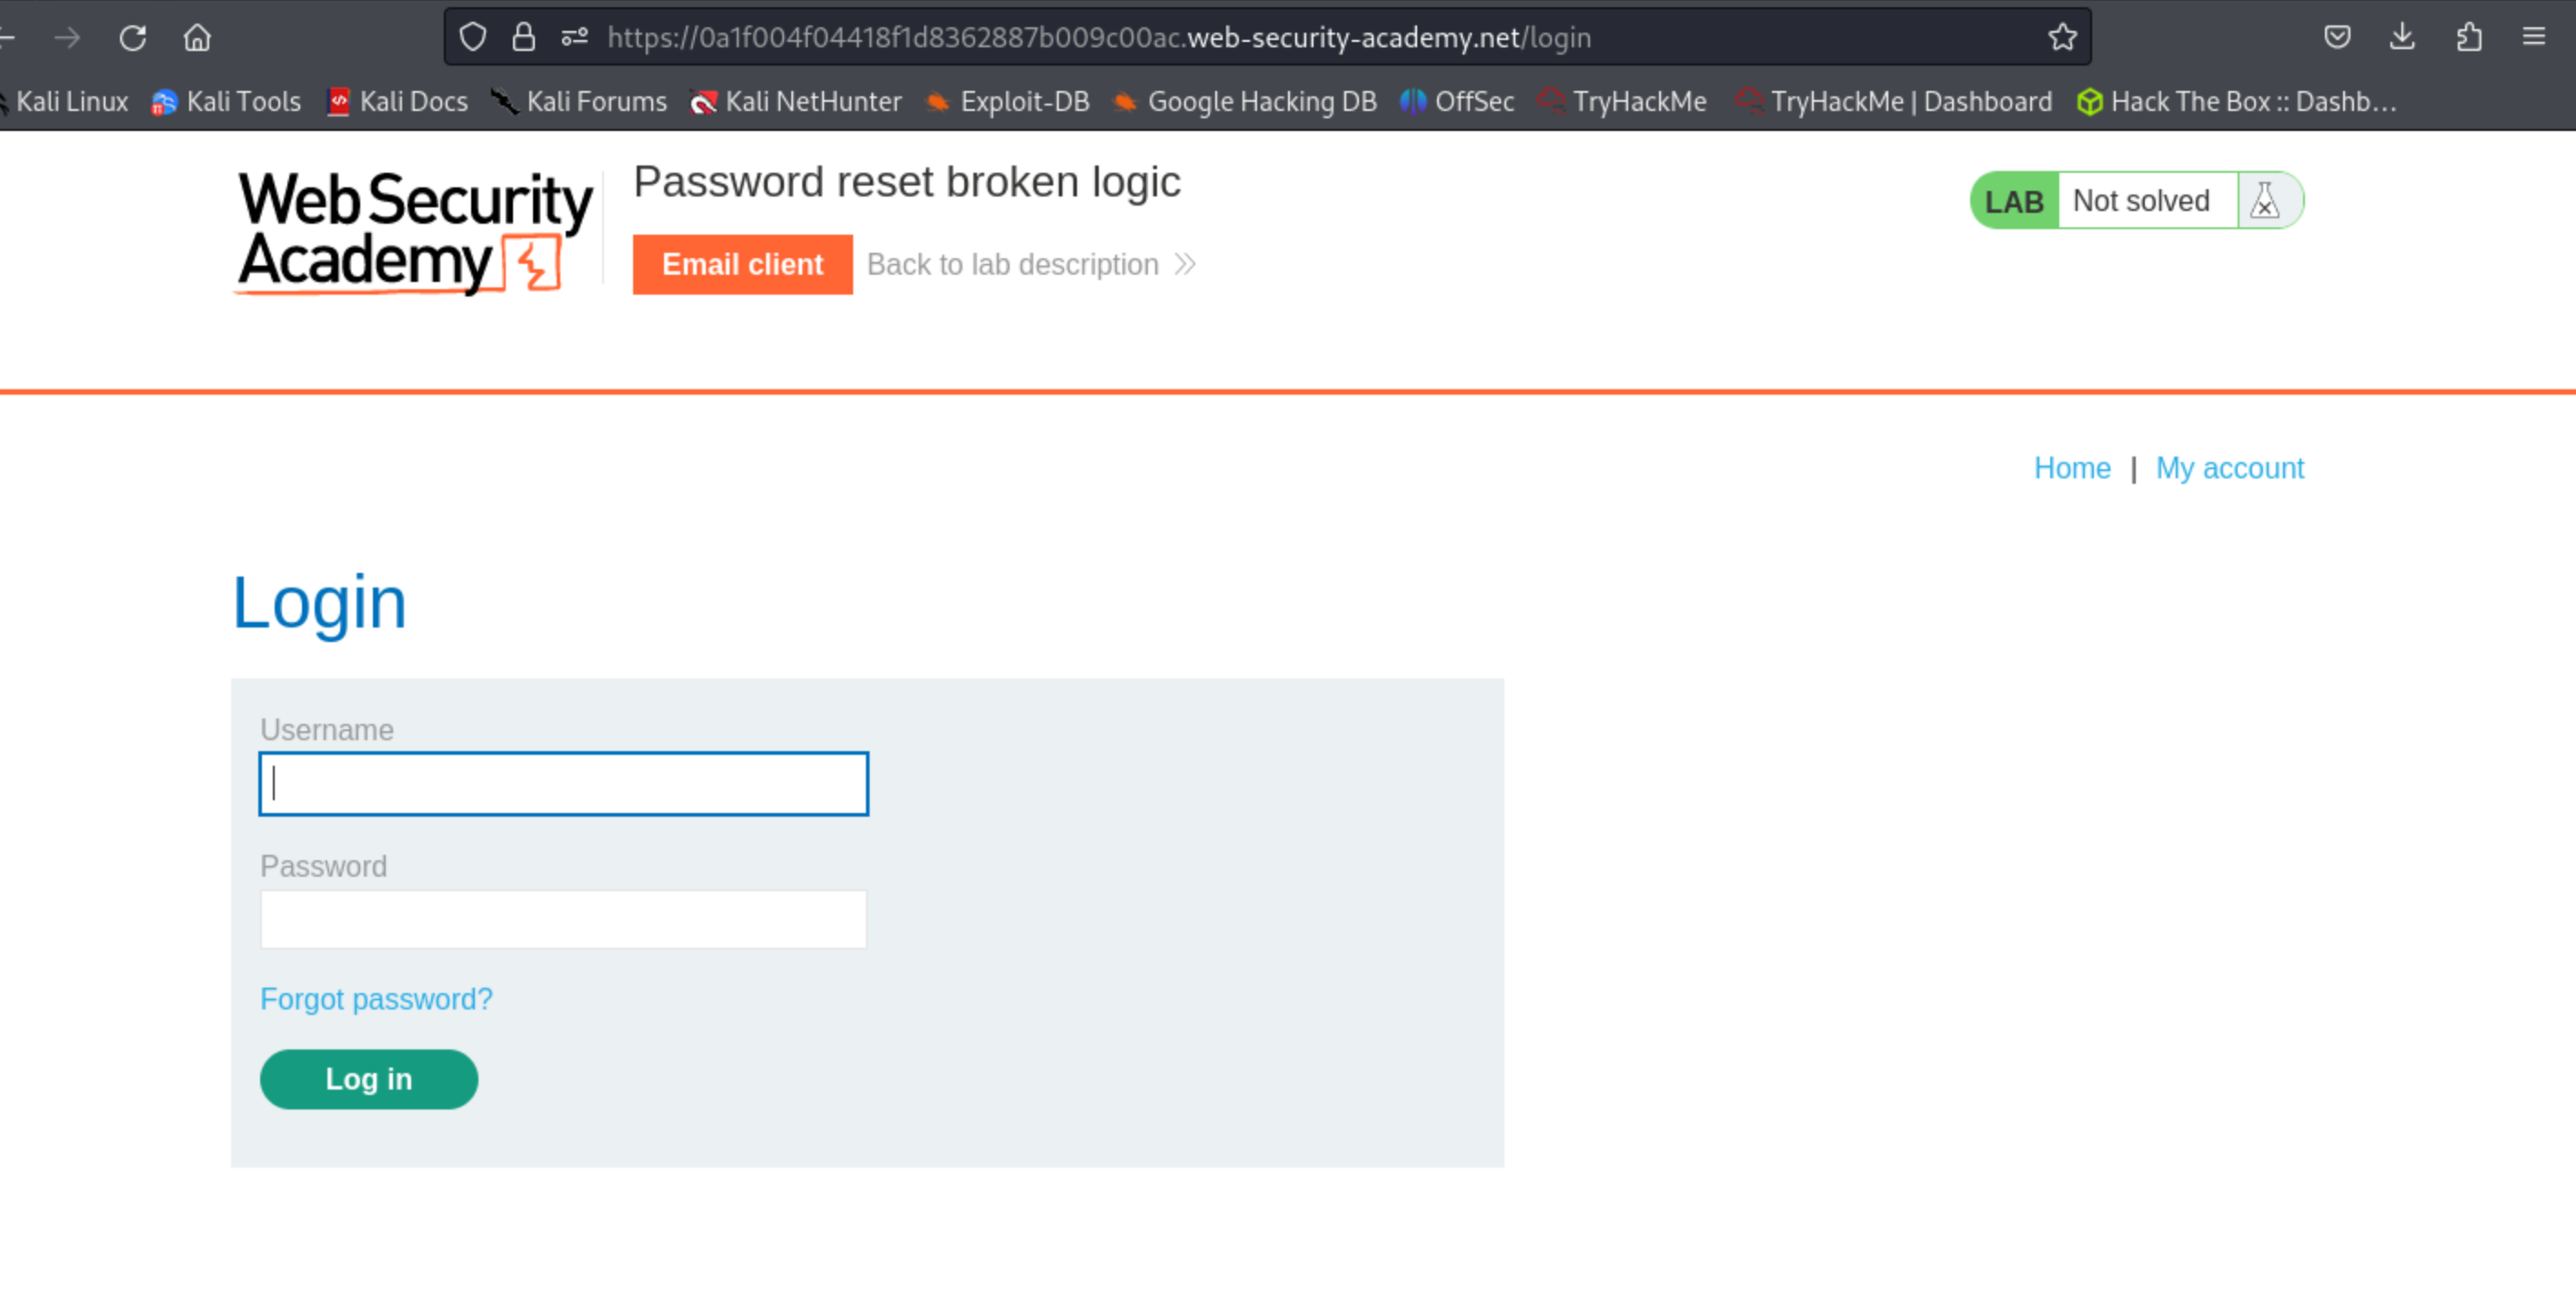 https://0a1f004f04418f1d8362887b009c00ac.web-security-academy.net/login
Kali Linux Kali Tools Kali Docs Kali Forums Kali NetHunter Exploit-DB Google Hacking DB OffSec TryHackMe TryHackMe | Dashboard Hack The Box :: Dashb…
Web Security
Academy
Password reset broken logic
Email client Back to lab description
LAB Not solved
Home | My account
Login
Username
Password
Forgot password?
Log in